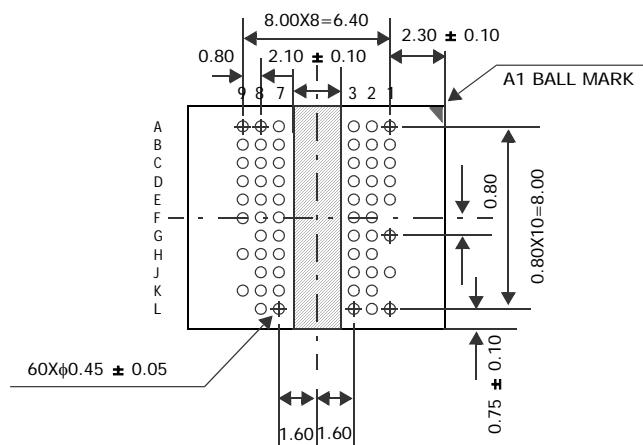 8.00X8=6.40
2.30 ± 0.10
0.80
2.10 ± 0.10
A1 BALL MARK
9 8 7 3 2 1
A
B
C
D
E
F
G
H
J
K
L
0.80
0.80X10=8.00
60Xϕ0.45 ± 0.05
0.75 ± 0.10
1.60 1.60